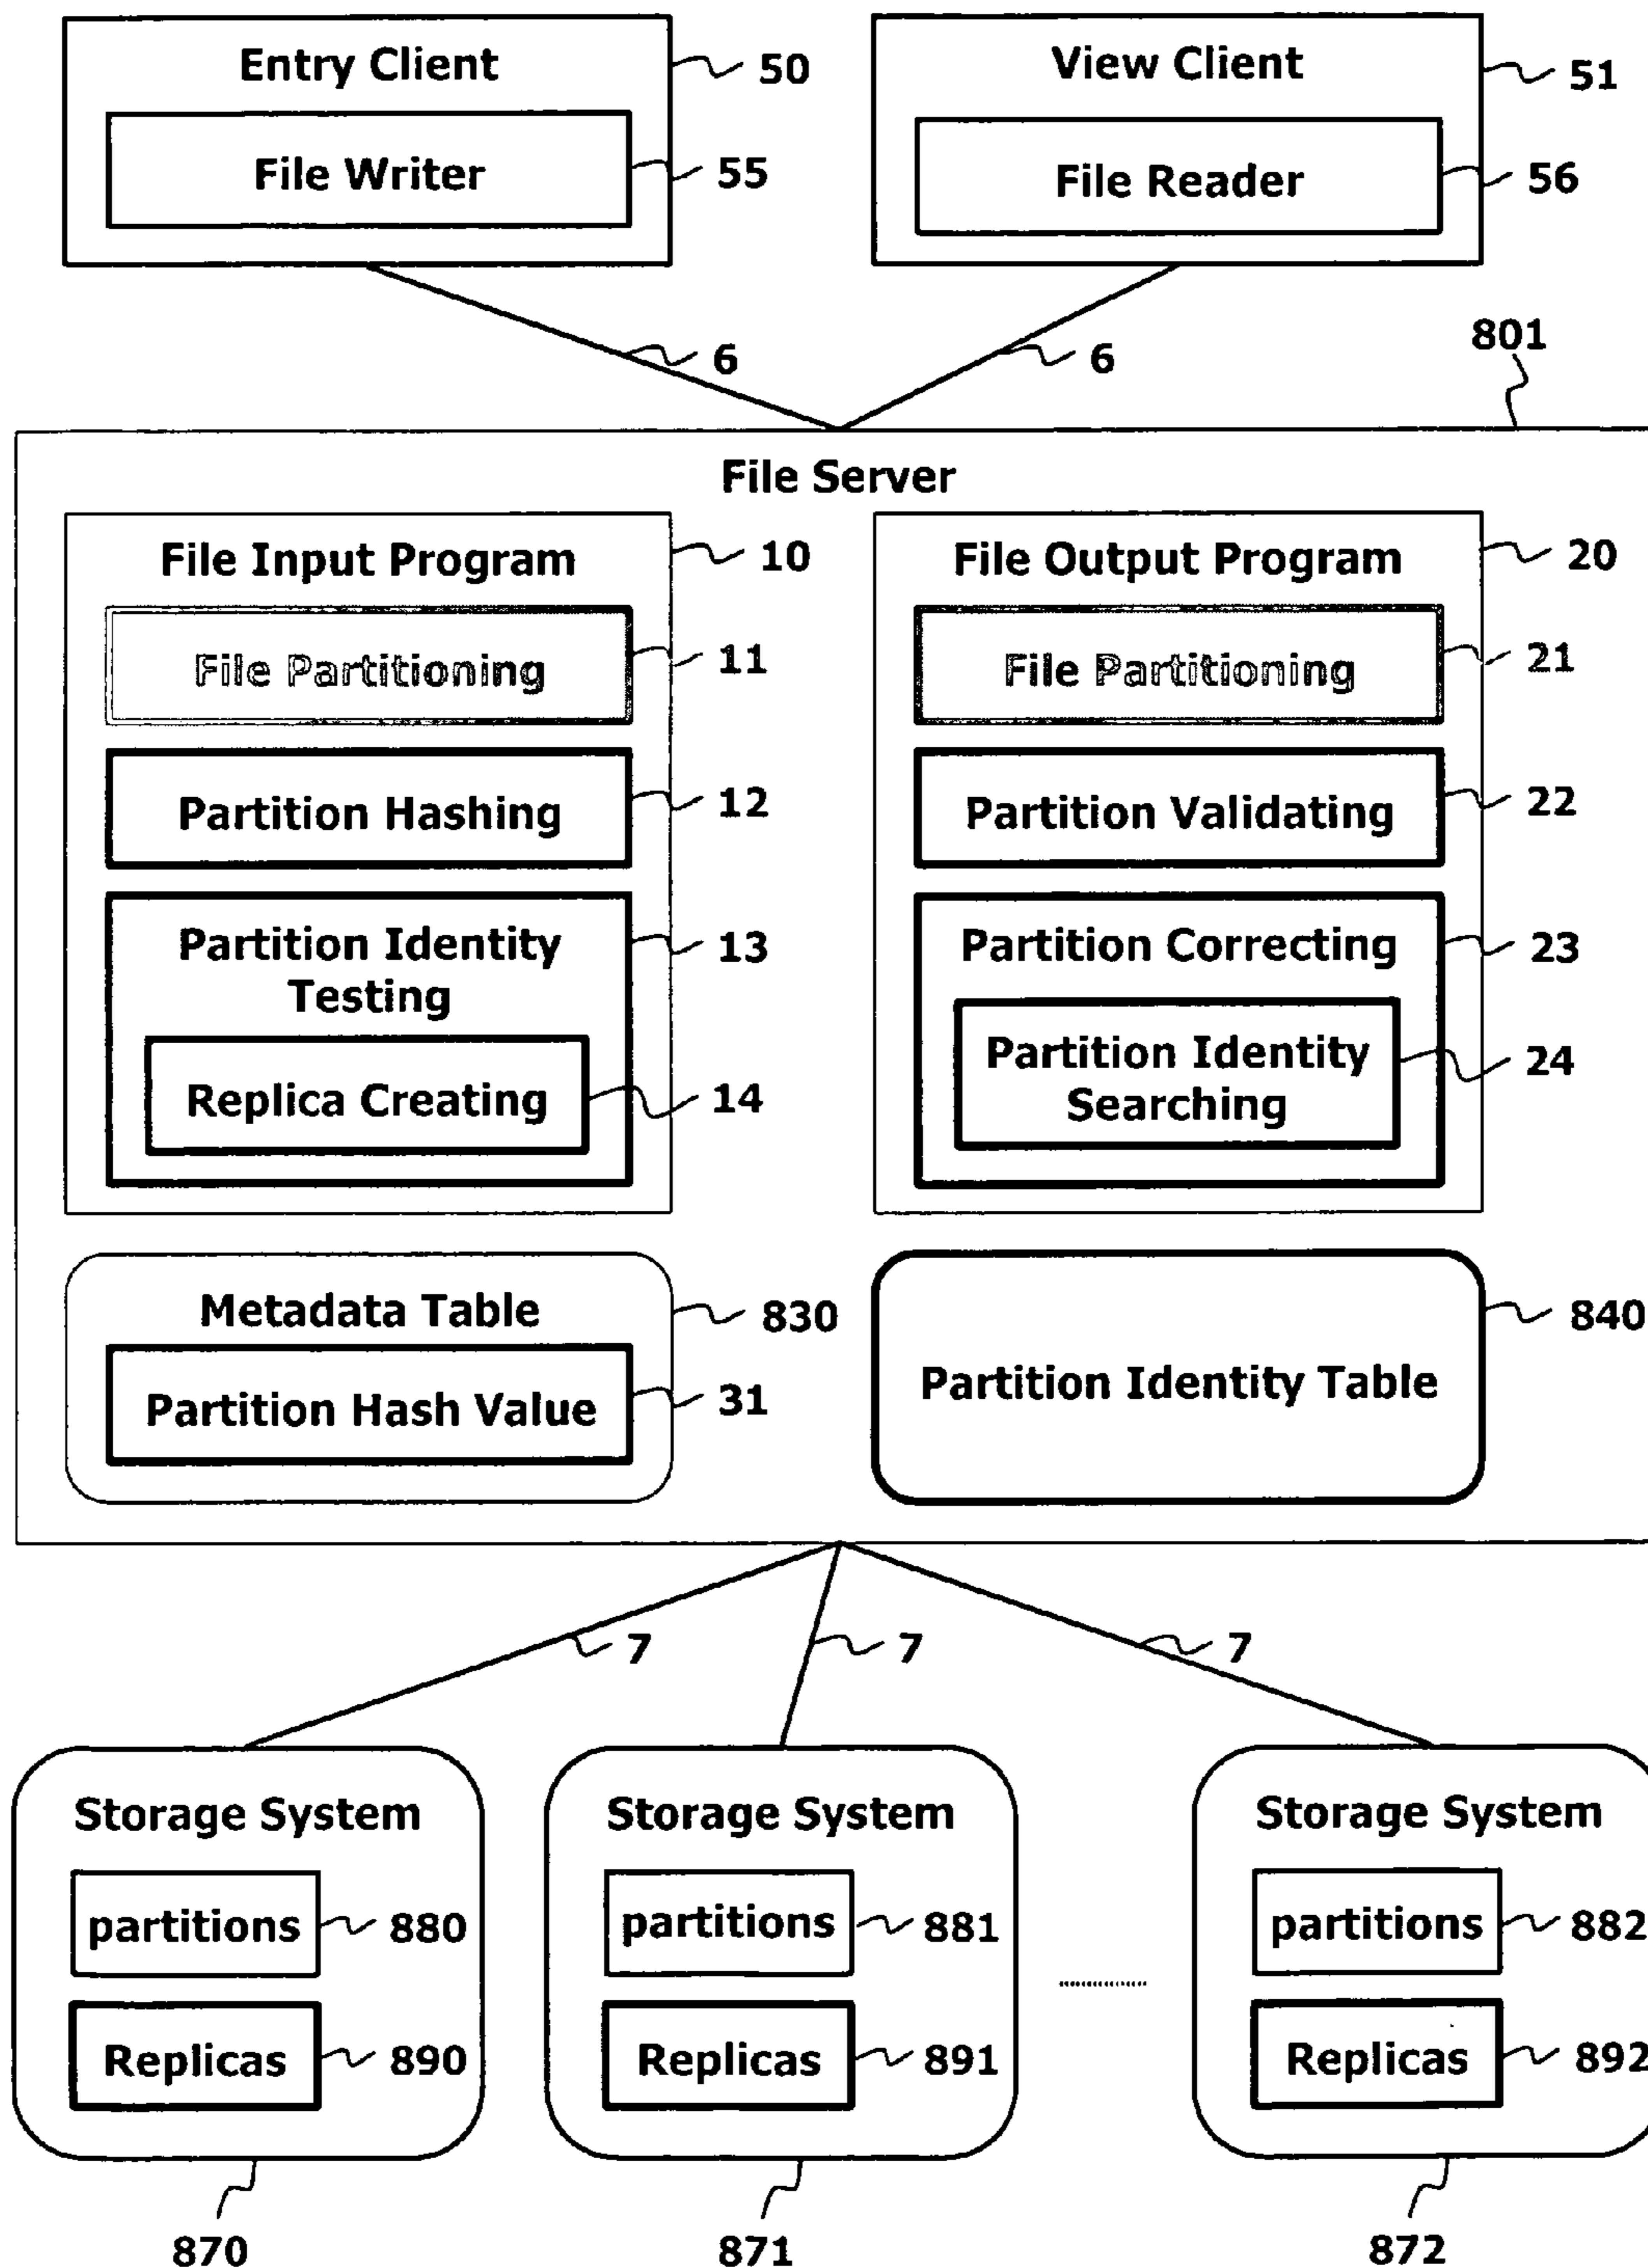 Entry Client
50
File Writer
55
View Client
51
File Reader
56
6
6
801
File Server
File Input Program
10
File Partitioning
11
Partition Hashing
12
Partition Identity
Testing
13
Replica Creating
14
File Output Program
20
File Partitioning
21
Partition Validating
22
Partition Correcting
23
Partition Identity
Searching
24
Metadata Table
830
Partition Hash Value
31
Partition Identity Table
840
7
7
7
Storage System
partitions
880
Replicas
890
870
Storage System
partitions
881
Replicas
891
871
Storage System
partitions
882
Replicas
892
872